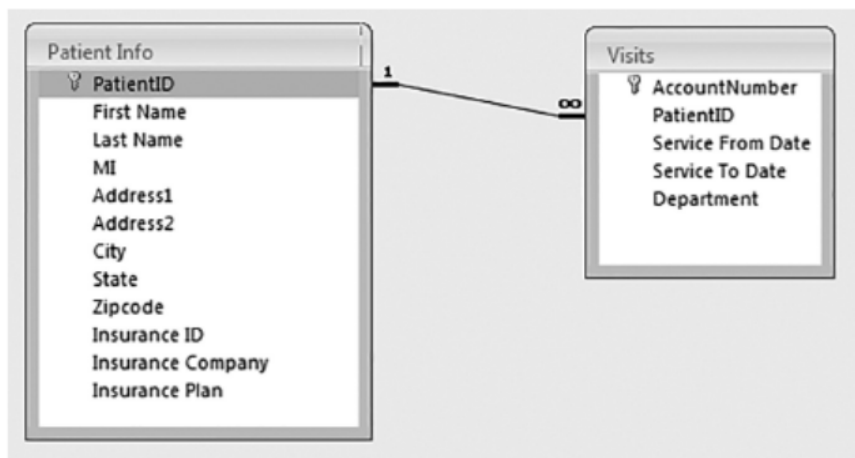 Patient Info
PatientID
First Name
Last Name
MI
Address1
Address2
City
State
Zipcode
Insurance ID
Insurance Company
Insurance Plan
1
∞
Visits
AccountNumber
PatientID
Service From Date
Service To Date
Department